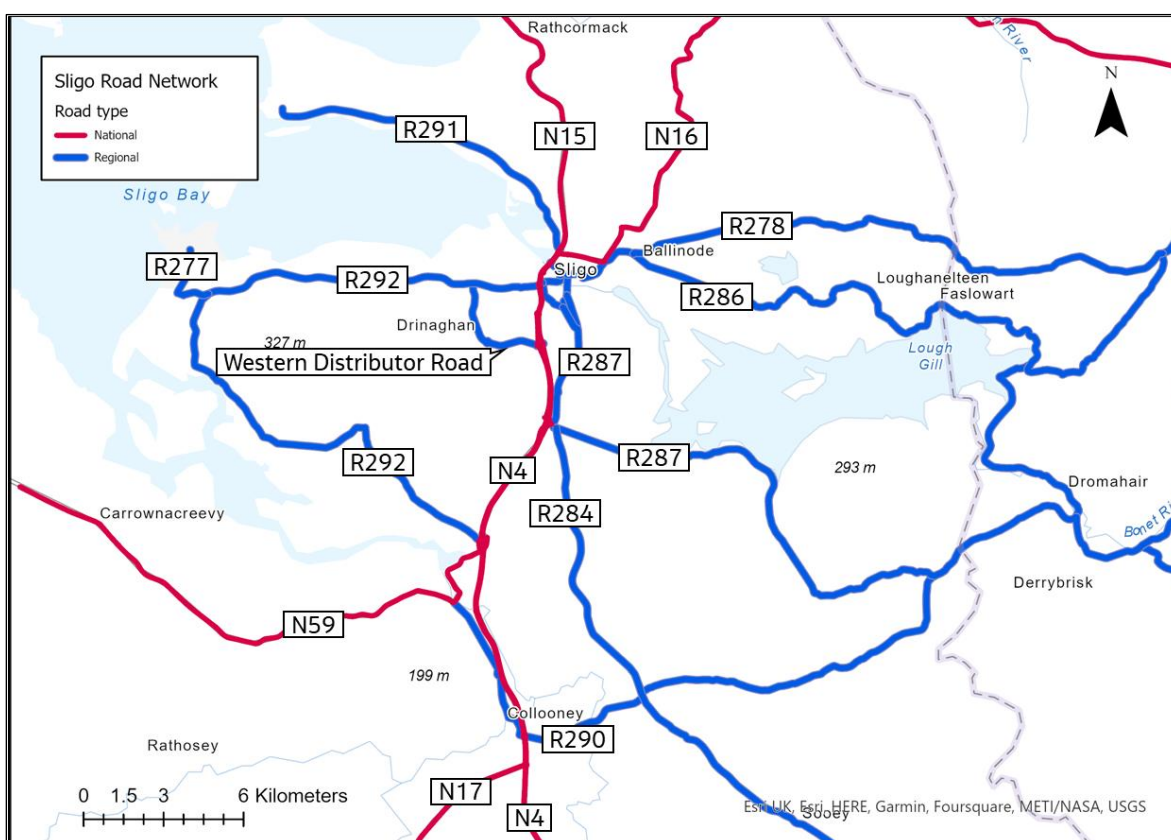 Rathcormack
n River
Sligo Road Network
Road type
National
Regional
N
R291
N15
N16
Sligo Bay
R277
R292
Sligo
Ballinode
R278
Loughanelteen
Faslowart
R286
Drinaghan
327 m
Western Distributor Road
R287
Lough
Gill
R292
N4
R287
293 m
Dromahair
Carrownacreevy
R284
Bonet Ri
Derrybrisk
N59
199 m
Collooney
R290
Rathosey
0 1.5 3 6 Kilometers
N17
N4
Esri UK, Esri, HERE, Garmin, Foursquare, METI/NASA, USGS
Sooey